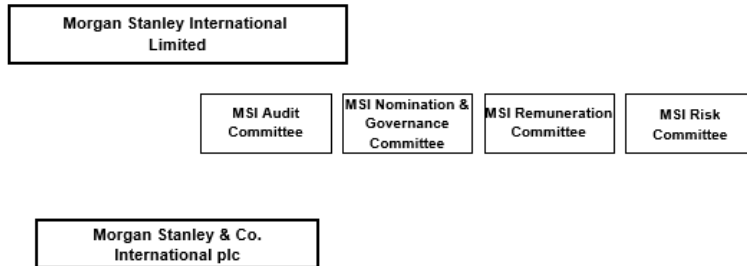 Morgan Stanley International
Limited
MSI Audit
Committee
MSI Nomination &
Governance
Committee
MSI Remuneration
Committee
MSI Risk
Committee
Morgan Stanley & Co.
International plc